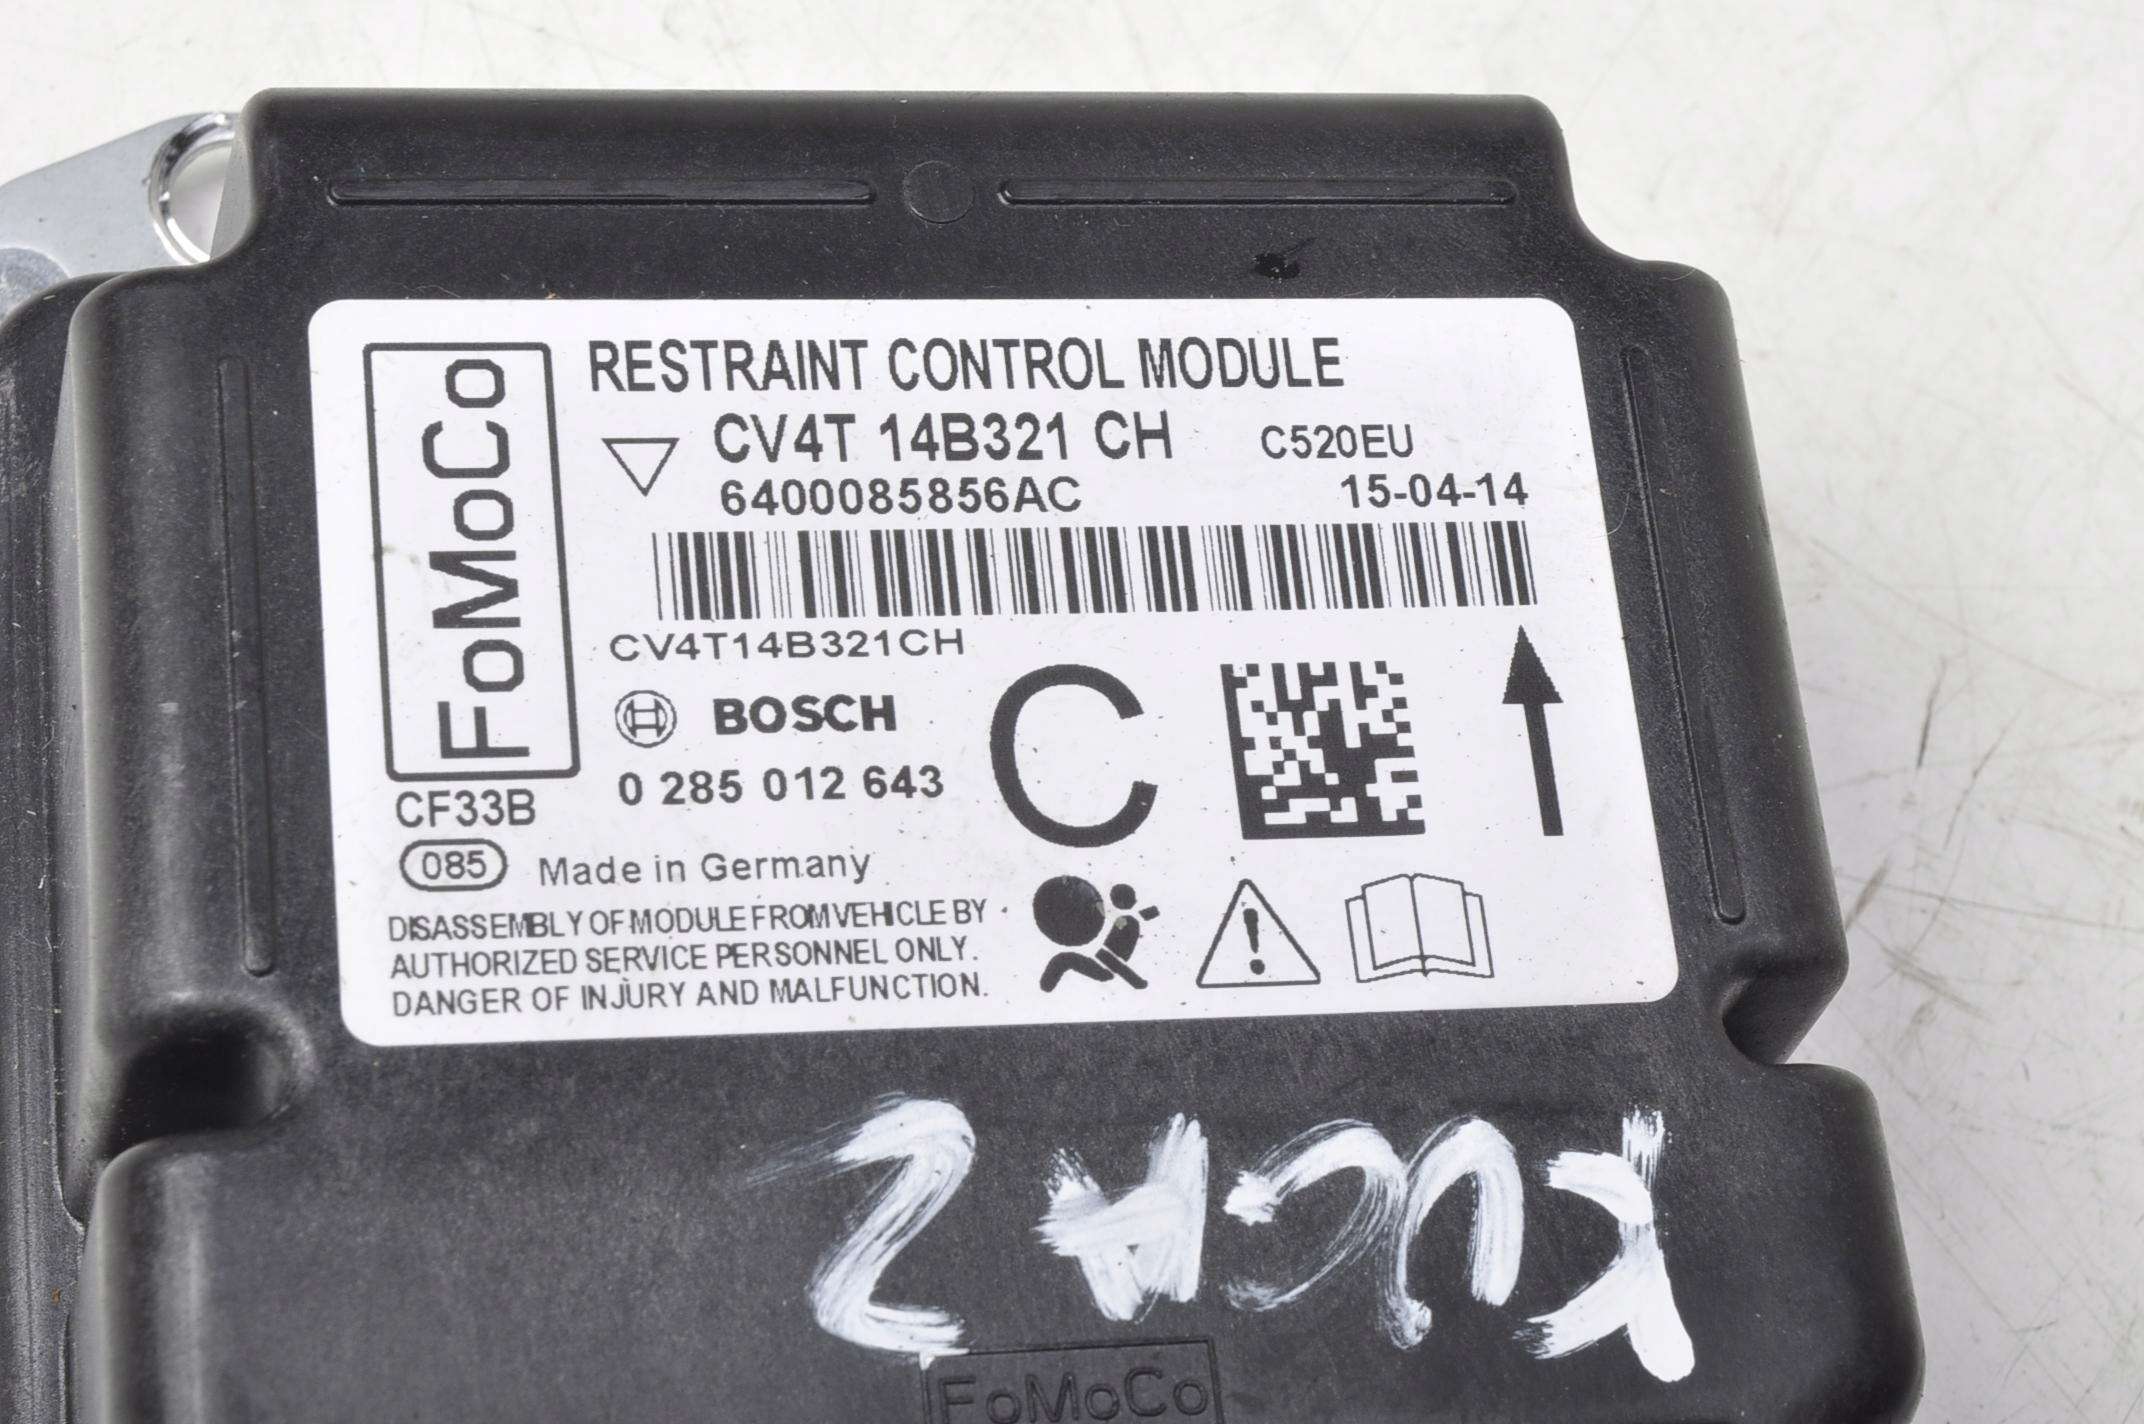 FoMoCo
RESTRAINT CONTROL MODULE
CV4T 14B321 CH C520EU
6400085856AC 15-04-14
CV4T14B321CH
BOSCH
C
0 285 012 643
CF33B
085 Made in Germany
DISASSEMBLY OF MODULE FROM VEHICLE BY
AUTHORIZED SERVICE PERSONNEL ONLY.
DANGER OF INJURY AND MALFUNCTION.
KUGA 2
FoMoCo